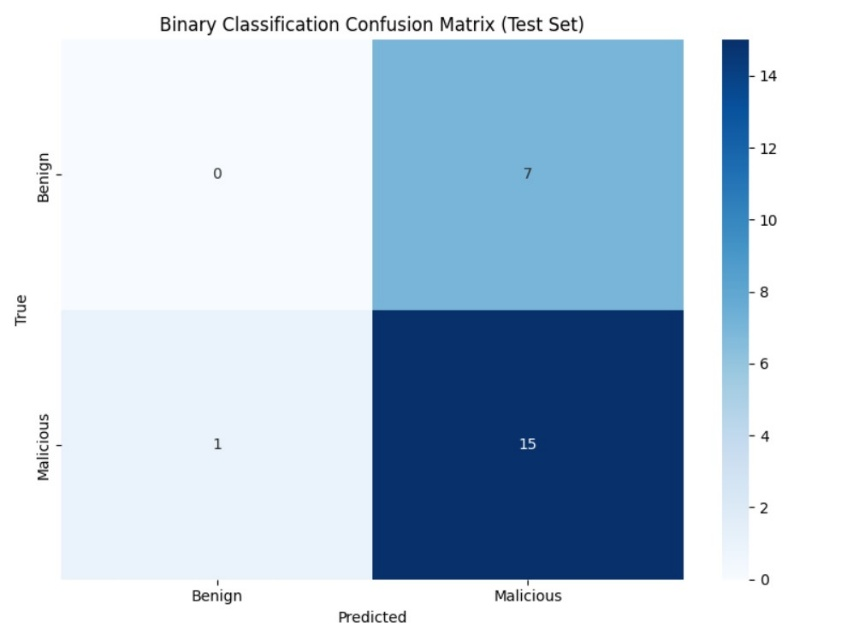 Binary Classification Confusion Matrix (Test Set)
True
Benign
0
7
Malicious
1
15
Benign
Malicious
Predicted
14
12
10
8
6
4
2
0